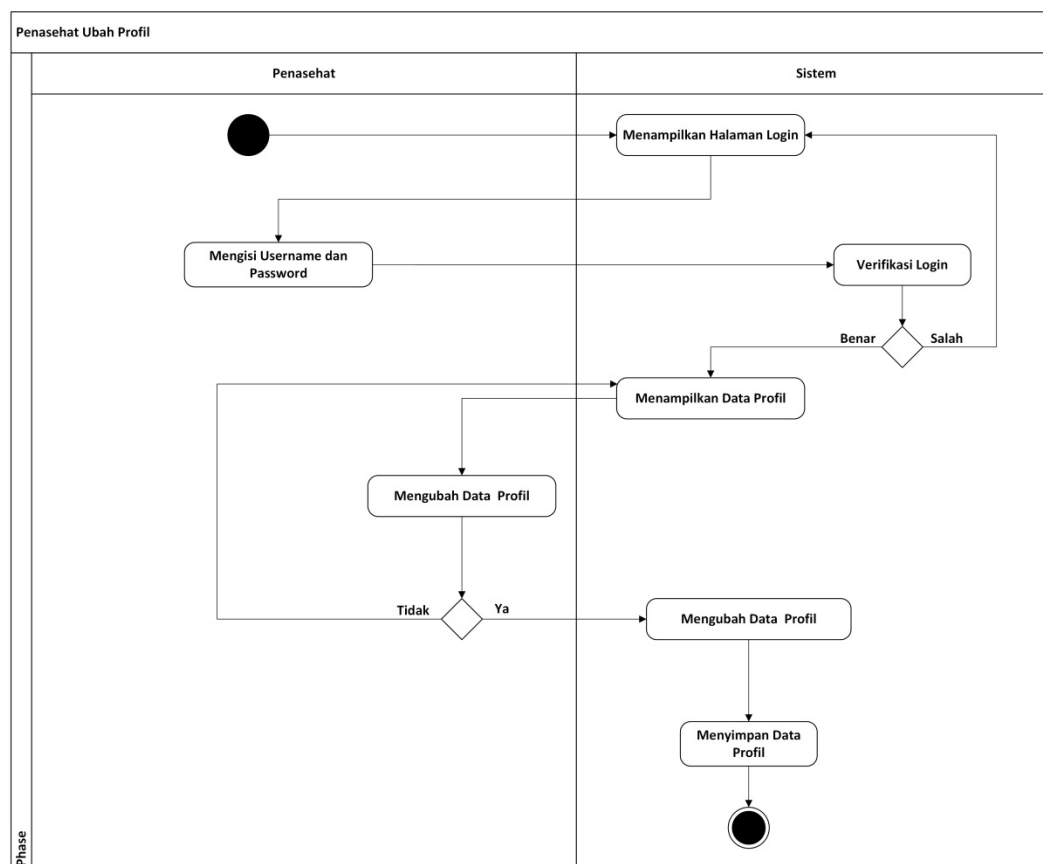 Penasehat Ubah Profil
Penasehat
Sistem
Menampilkan Halaman Login
Mengisi Username dan
Password
Verifikasi Login
Benar
Salah
Menampilkan Data Profil
Mengubah Data  Profil
Tidak
Ya
Mengubah Data  Profil
Menyimpan Data
Profil
Phase